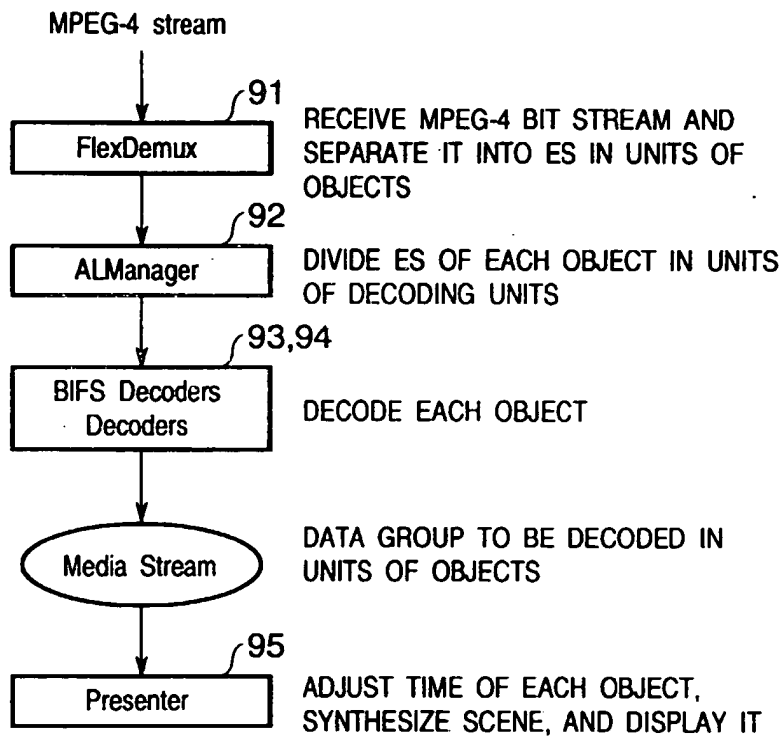 MPEG-4 stream
91
FlexDemux
RECEIVE MPEG-4 BIT STREAM AND
SEPARATE IT INTO ES IN UNITS OF
OBJECTS
92
ALManager
DIVIDE ES OF EACH OBJECT IN UNITS
OF DECODING UNITS
93,94
BIFS Decoders
Decoders
DECODE EACH OBJECT
Media Stream
DATA GROUP TO BE DECODED IN
UNITS OF OBJECTS
95
Presenter
ADJUST TIME OF EACH OBJECT,
SYNTHESIZE SCENE, AND DISPLAY IT